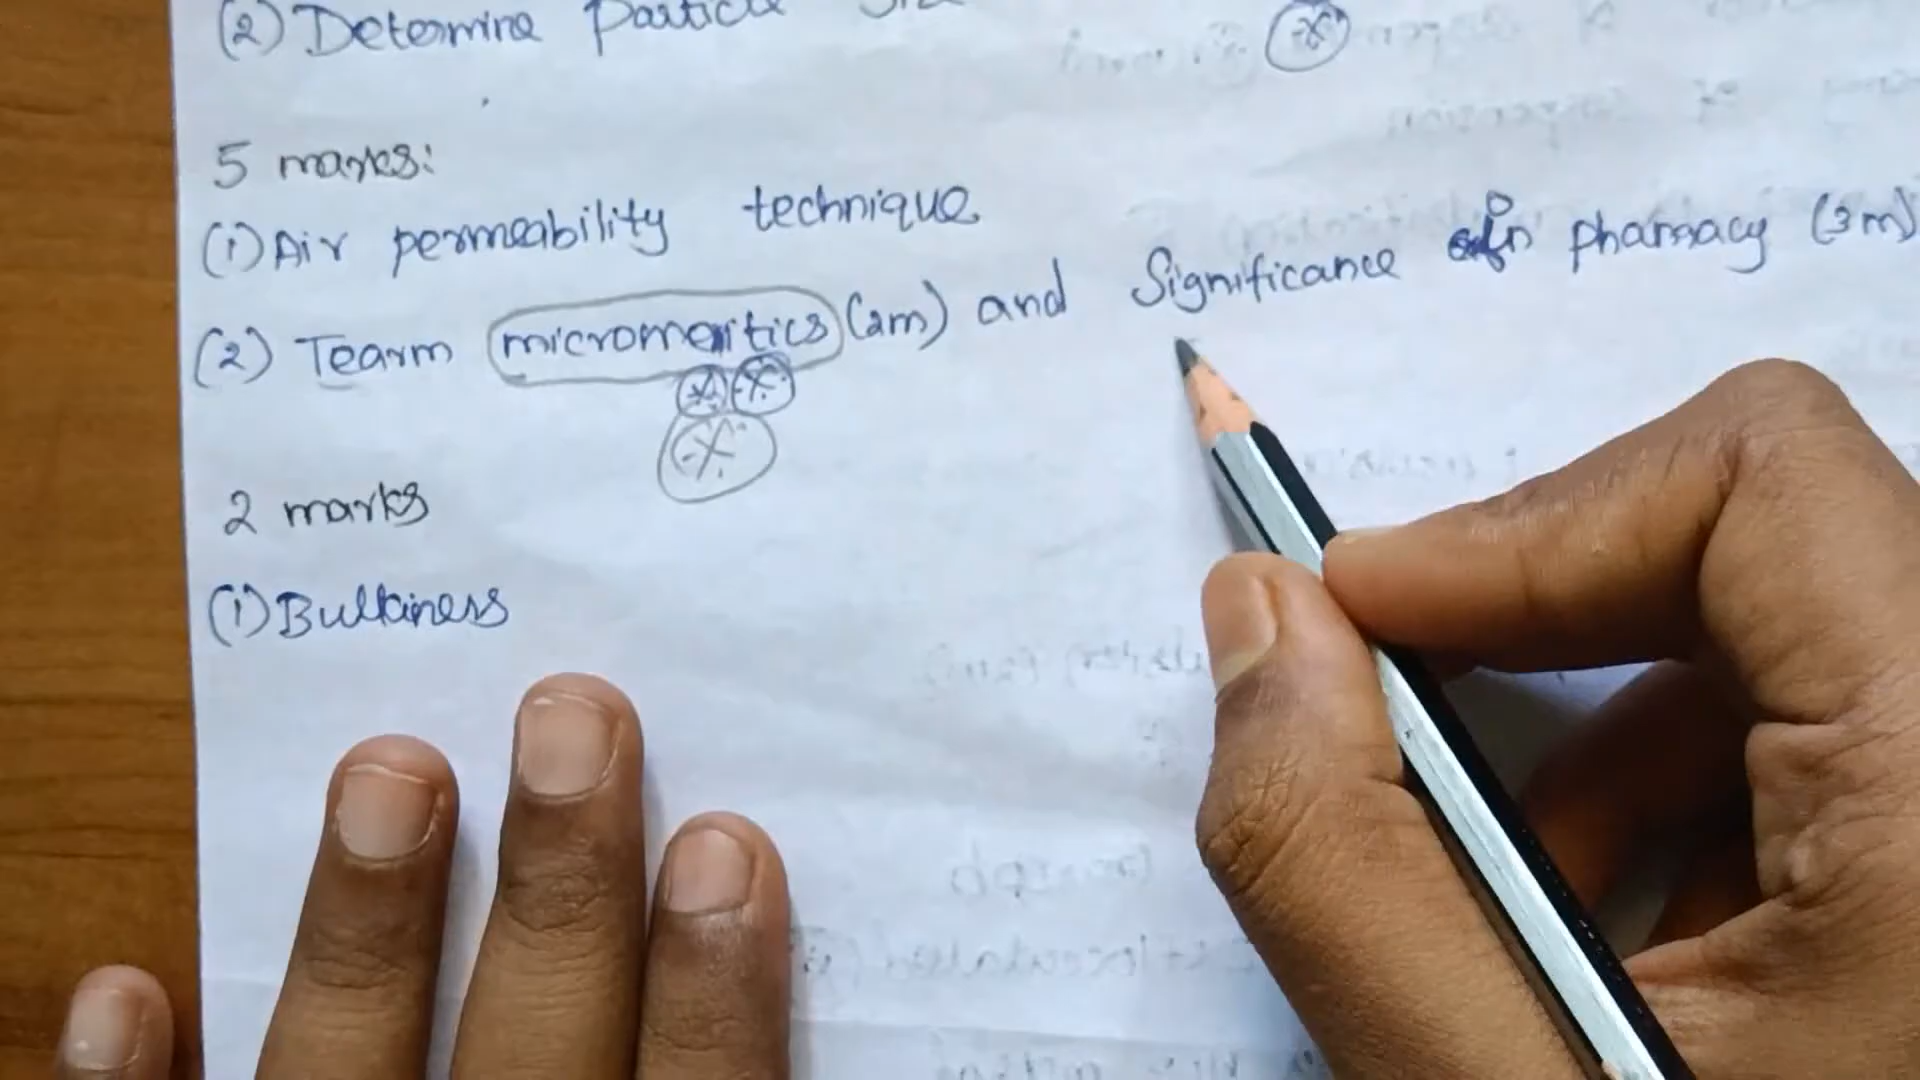 (2) Determine Particle
5 marks:
(1) Air permeability technique
(2) Tearm micromeritics (2m) and Significance in pharmacy (3m)
2 marks
(1) Bulkiness